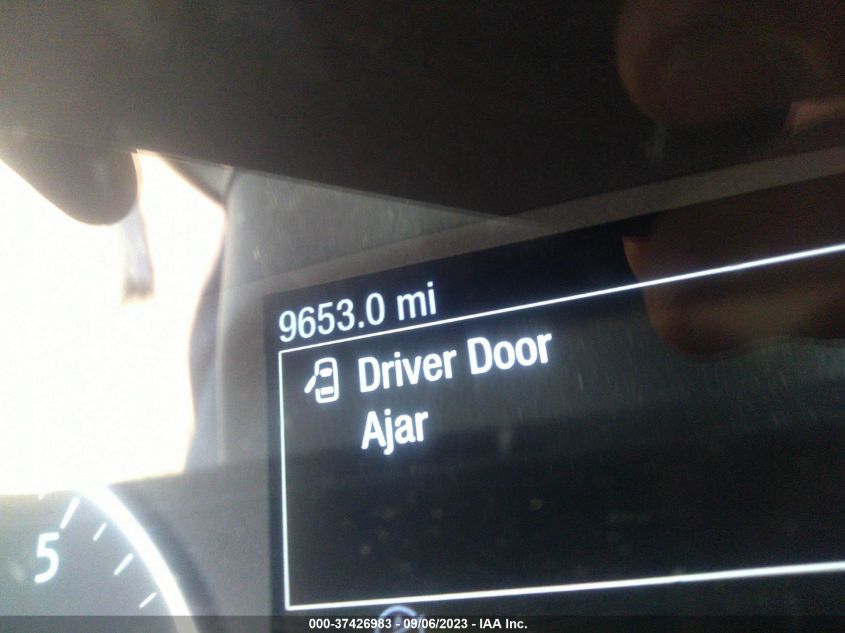 9653.0 mi
Driver Door
Ajar
5
000-37426983 - 09/06/2023 - IAA Inc.